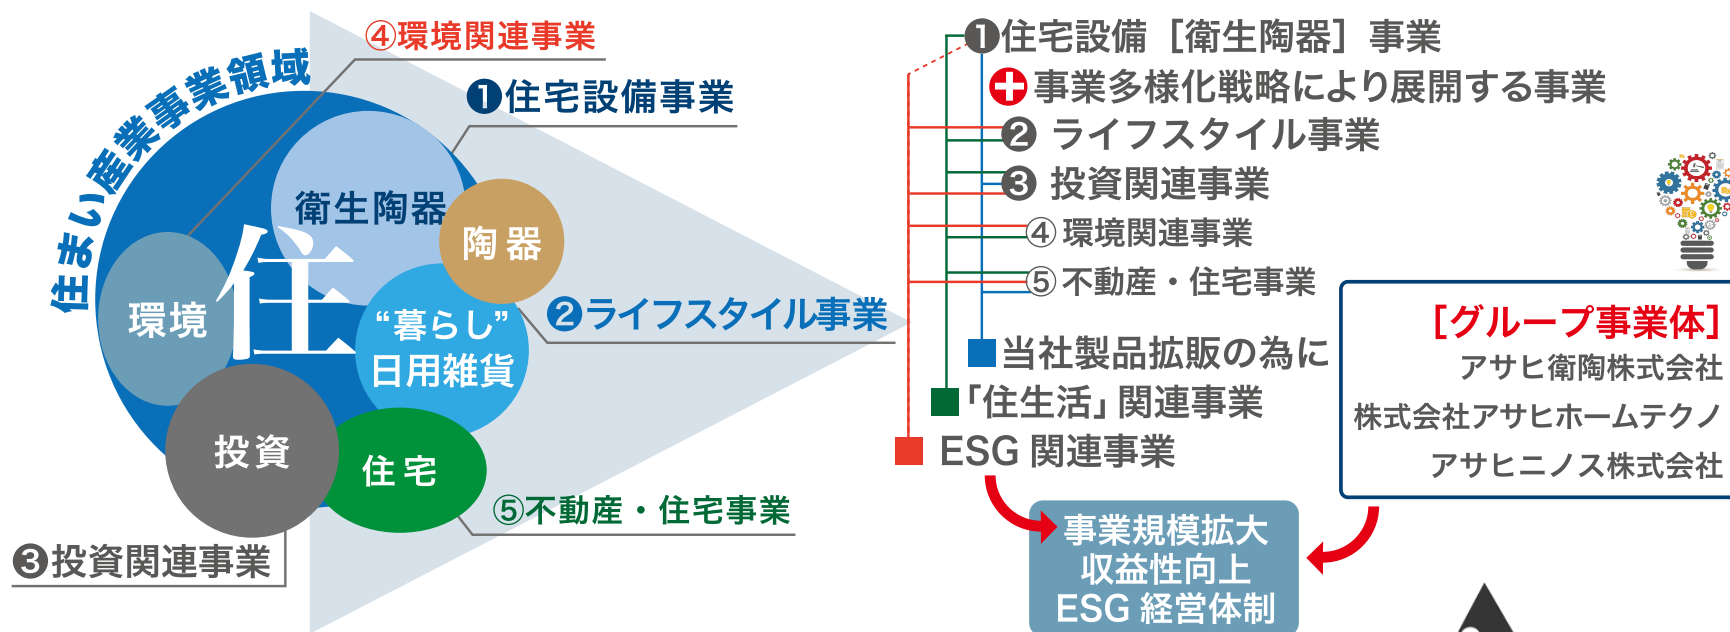 住まい産業事業領域
④環境関連事業
❶住宅設備事業
衛生陶器
陶器
住
環境
“暮らし”
日用雑貨
❷ライフスタイル事業
投資
住宅
⑤不動産・住宅事業
❸投資関連事業
❶住宅設備［衛生陶器］事業
事業多様化戦略により展開する事業
❷ ライフスタイル事業
❸ 投資関連事業
④ 環境関連事業
⑤ 不動産・住宅事業
当社製品拡販の為に
「住生活」関連事業
ESG 関連事業
［グループ事業体］
アサヒ衛陶株式会社
株式会社アサヒホームテクノ
アサヒニノス株式会社
事業規模拡大
収益性向上
ESG 経営体制